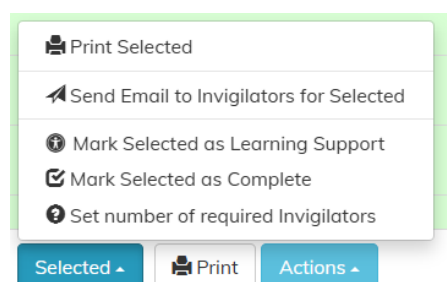 Print Selected
Send Email to Invigilators for Selected
Mark Selected as Learning Support
Mark Selected as Complete
Set number of required Invigilators
Selected Print Actions